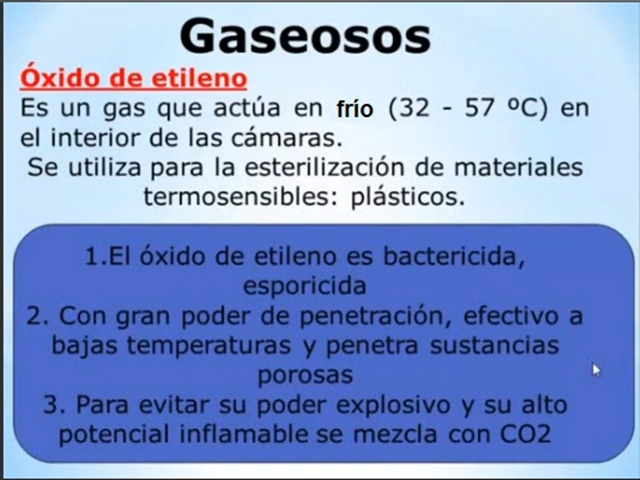 Gaseosos
Óxido de etileno
Es un gas que actúa en frío (32 - 57 ºC) en
el interior de las cámaras.
Se utiliza para la esterilización de materiales
termosensibles: plásticos.
1.El óxido de etileno es bactericida,
esporicida
2. Con gran poder de penetración, efectivo a
bajas temperaturas y penetra sustancias
porosas
3. Para evitar su poder explosivo y su alto
potencial inflamable se mezcla con CO2